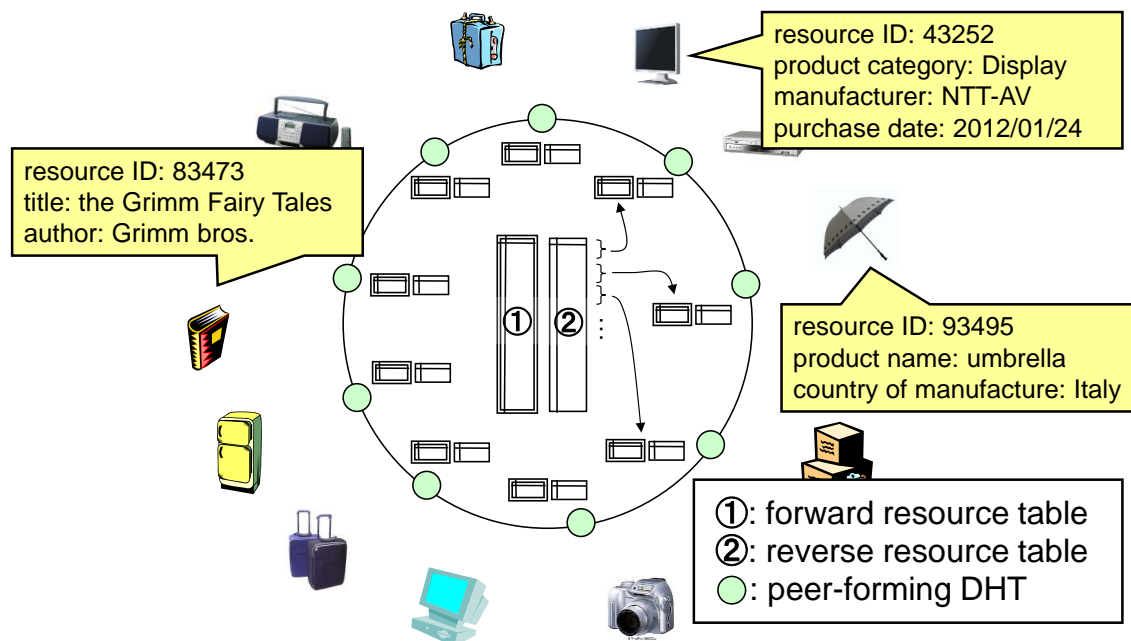 resource ID: 43252
product category: Display
manufacturer: NTT-AV
purchase date: 2012/01/24
resource ID: 83473
title: the Grimm Fairy Tales
author: Grimm bros.
① ②
resource ID: 93495
product name: umbrella
country of manufacture: Italy
①: forward resource table
②: reverse resource table
: peer-forming DHT